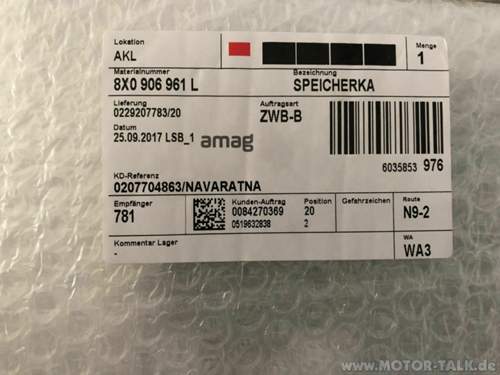 Lokation
AKL
Menge
1
Materialnummer
8X0 906 961 L
Bezeichnung
SPEICHERKA
Lieferung
0229207783/20
Auftragsart
ZWB-B
Datum
25.09.2017 LSB_1
amag
6035853 976
KD-Referenz
0207704863/NAVARATNA
Empfänger
781
Kunden-Auftrag
0084270369
0519632838
Position
20
2
Gefahrzeichen
Route
N9-2
Kommentar Lager
-
WA
WA3
www.MOTOR-TALK.de